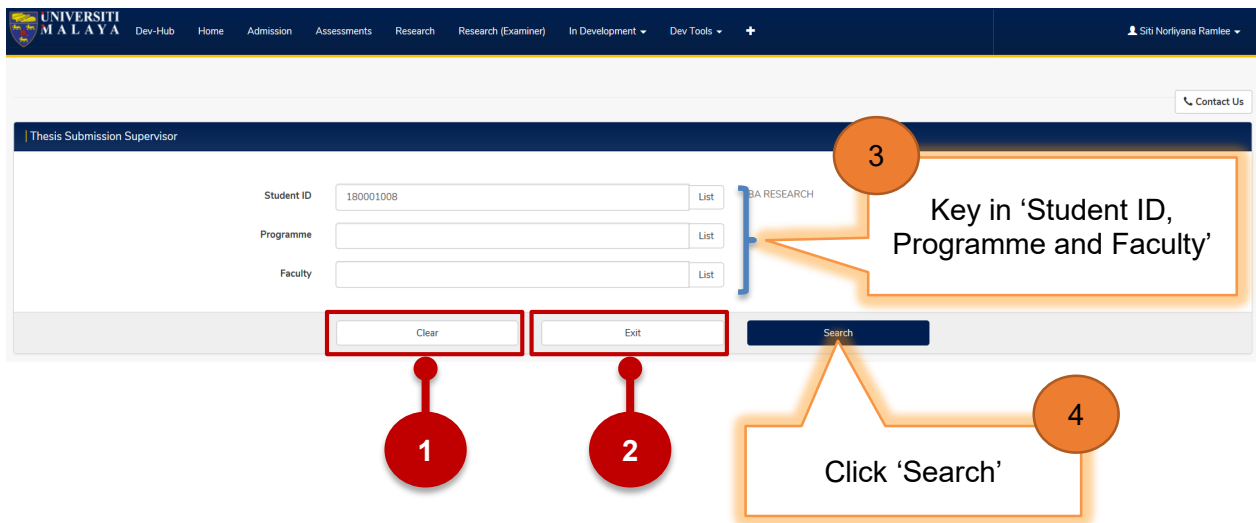 UNIVERSITI
MALAYA
Dev-Hub Home Admission Assessments Research Research (Examiner) In Development Dev Tools + Siti Norliyana Ramlee
Contact Us
Thesis Submission Supervisor
3
Student ID 180001008 List BA RESEARCH
Key in ‘Student ID,
Programme List
Programme and Faculty’
Faculty List
Clear Exit Search
4
1 2
Click ‘Search’